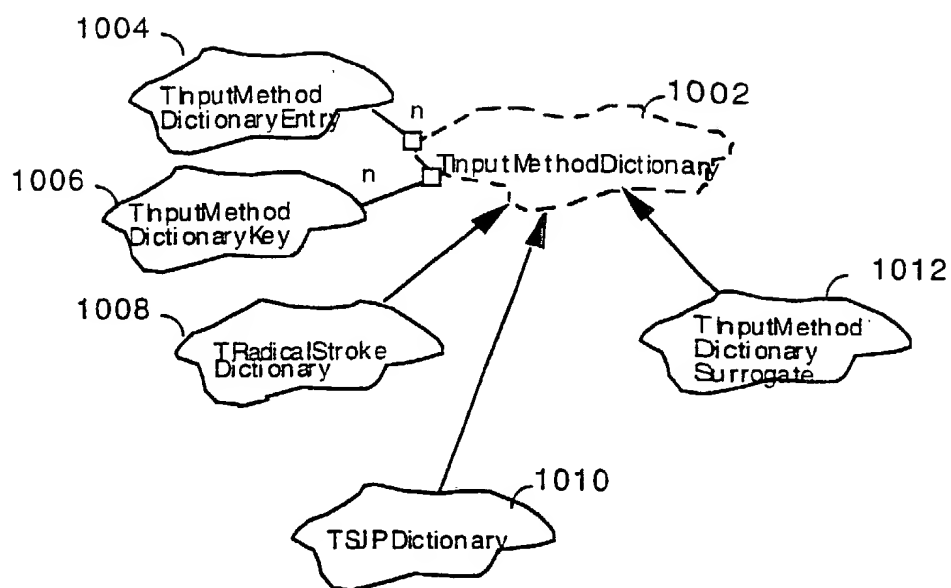 1004
TInputMethod
DictionaryEntry
n
1002
TInputMethodDictionary
1006
n
TInputMethod
DictionaryKey
1008
TRadicalStroke
Dictionary
1012
TInputMethod
Dictionary
Surrogate
1010
TSJPDictionary